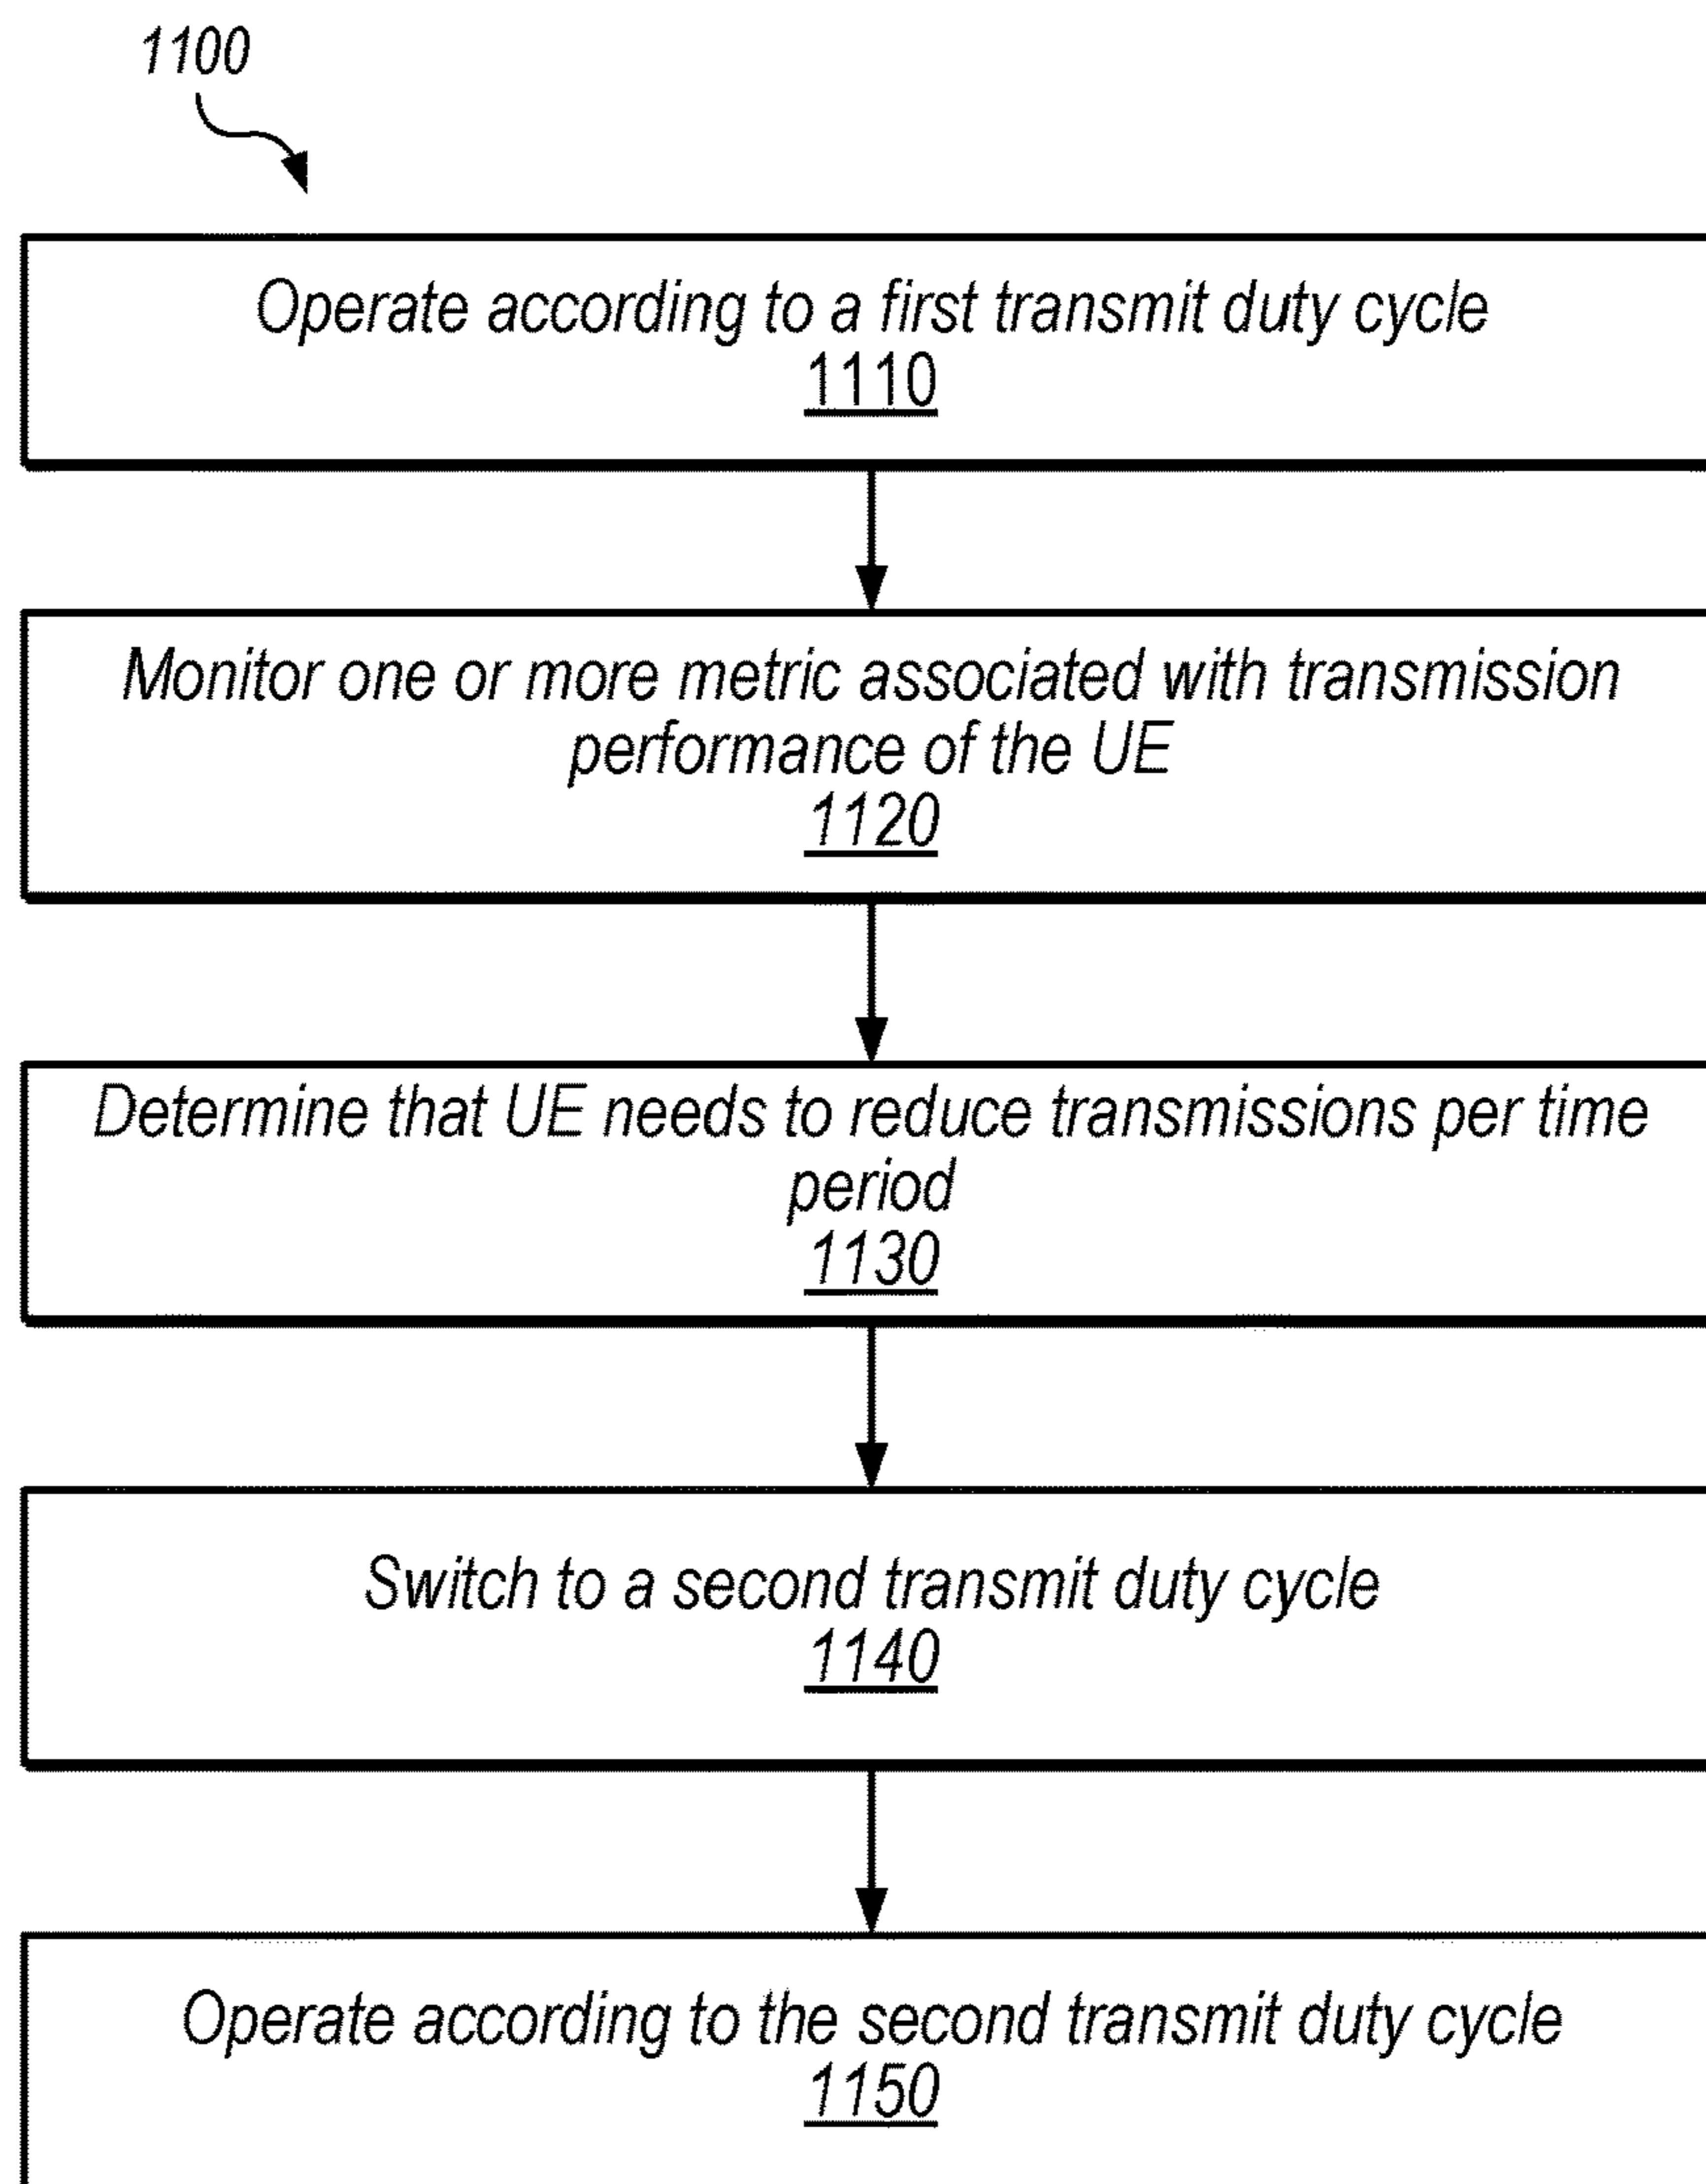 1100
Operate according to a first transmit duty cycle
1110
Monitor one or more metric associated with transmission
performance of the UE
1120
Determine that UE needs to reduce transmissions per time
period
1130
Switch to a second transmit duty cycle
1140
Operate according to the second transmit duty cycle
1150